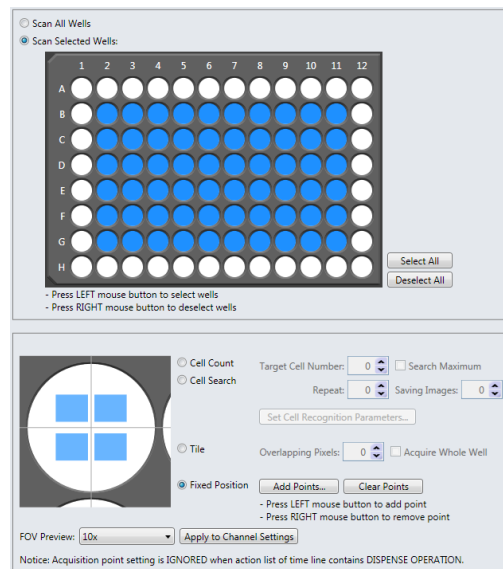 Scan All Wells
Scan Selected Wells:
1 2 3 4 5 6 7 8 9 10 11 12
A
B
C
D
E
F
G
H
Select All
Deselect All
- Press LEFT mouse button to select wells
- Press RIGHT mouse button to deselect wells
Cell Count
Target Cell Number: 0 Search Maximum
Cell Search
Repeat: 0 Saving Images: 0
Set Cell Recognition Parameters...
Tile
Overlapping Pixels: 0 Acquire Whole Well
Fixed Position
Add Points... Clear Points
- Press LEFT mouse button to add point
- Press RIGHT mouse button to remove point
FOV Preview: 10x Apply to Channel Settings
Notice: Acquisition point setting is IGNORED when action list of time line contains DISPENSE OPERATION.